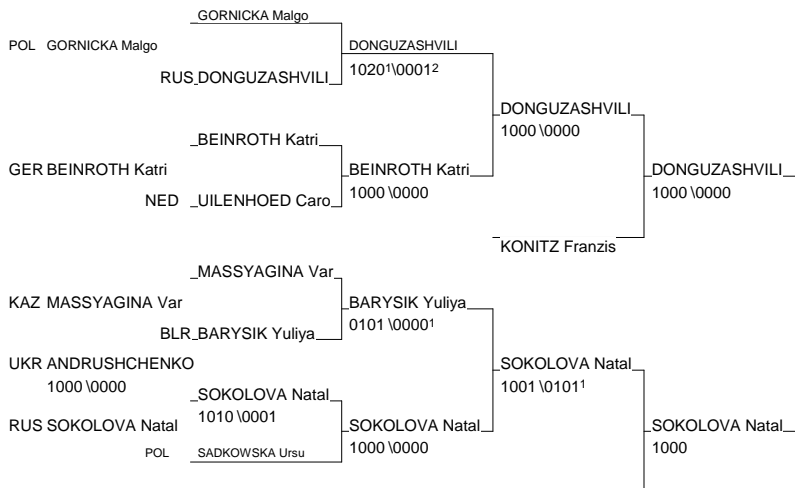 GORNICKA Malgo
POL GORNICKA Malgo DONGUZASHVILI
RUS DONGUZASHVILI 1020¹\0001²
DONGUZASHVILI
1000 \0000
BEINROTH Katri
GER BEINROTH Katri BEINROTH Katri DONGUZASHVILI
1000 \0000 1000 \0000
NED UILENHOED Caro
KONITZ Franzis
MASSYAGINA Var
KAZ MASSYAGINA Var BARYSIK Yuliya
0101 \0000¹
BLR BARYSIK Yuliya
UKR ANDRUSHCHENKO SOKOLOVA Natal
1000 \0000 1001 \0101¹
SOKOLOVA Natal
1010 \0001
RUS SOKOLOVA Natal SOKOLOVA Natal SOKOLOVA Natal
1000 \0000 1000
POL SADKOWSKA Ursu